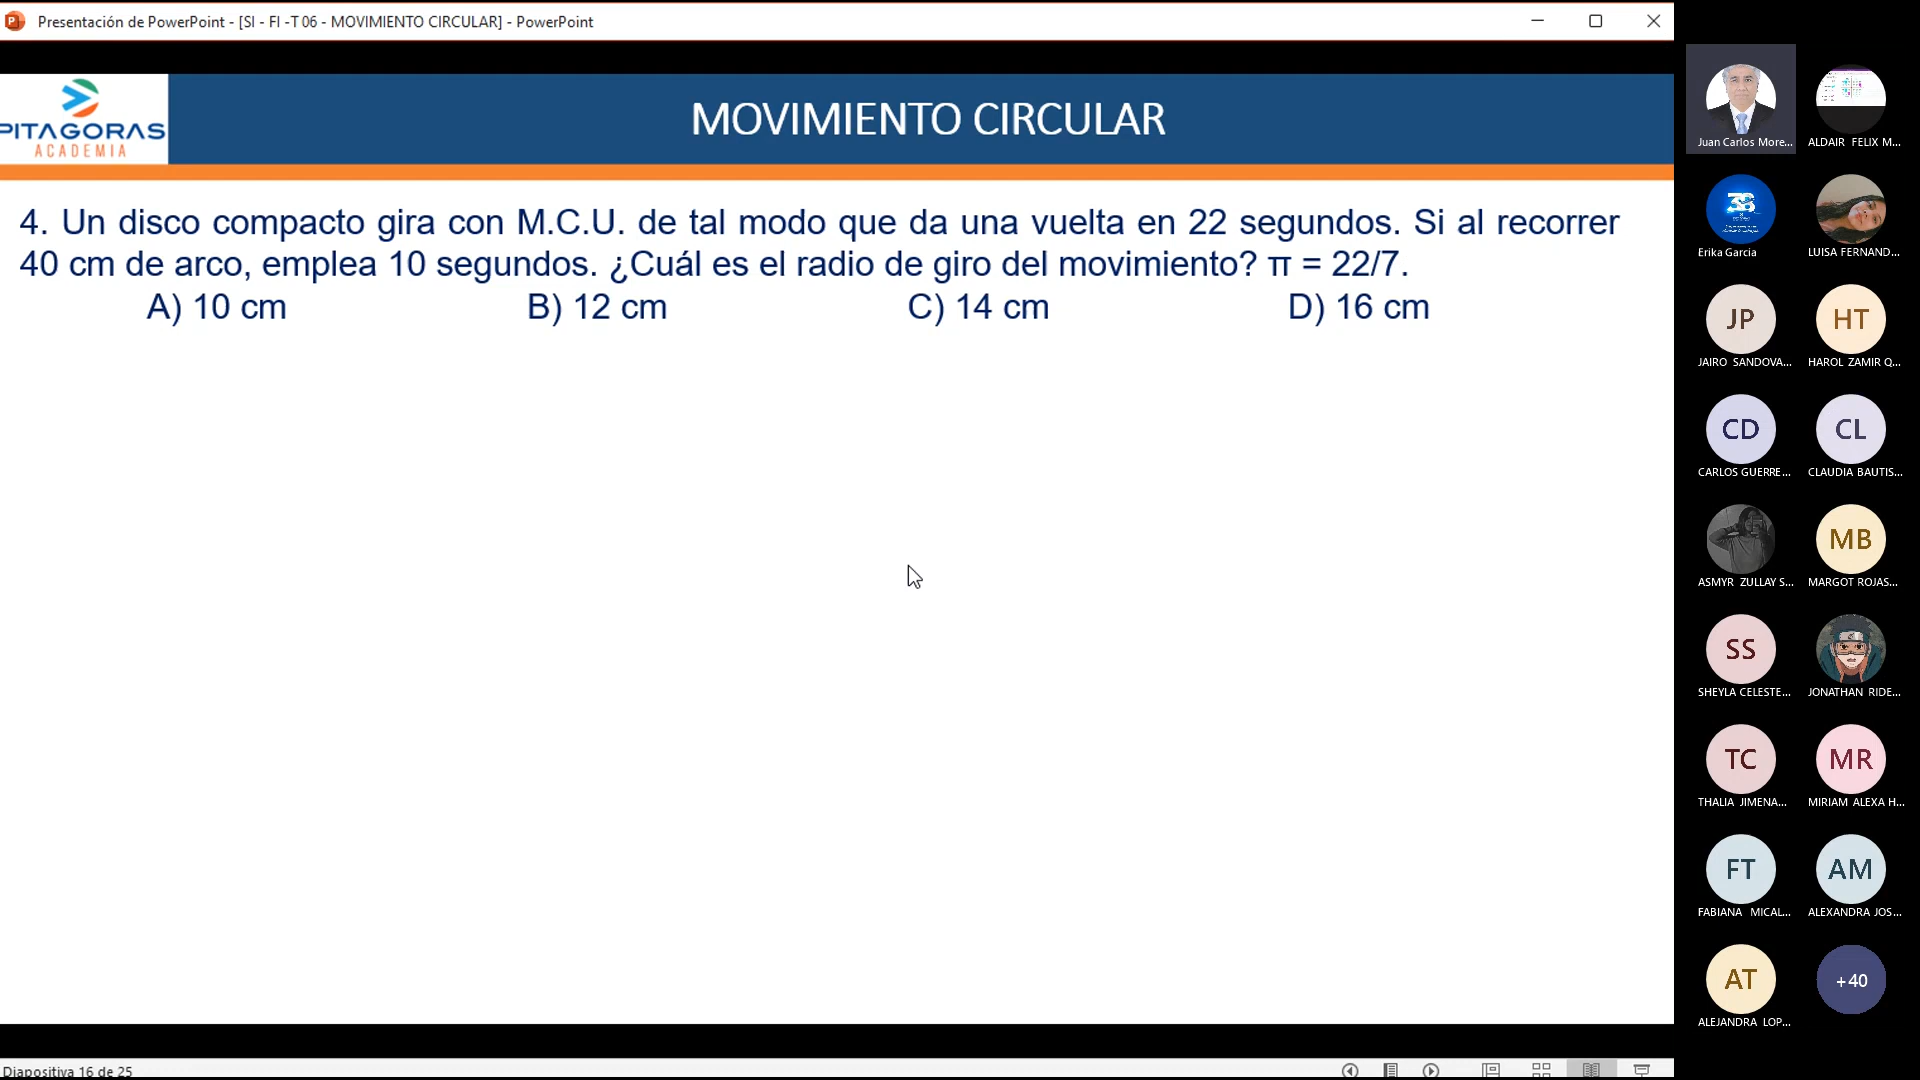 Presentación de PowerPoint - [SI - FI -T 06 - MOVIMIENTO CIRCULAR] - PowerPoint
PITAGORAS
ACADEMIA
MOVIMIENTO CIRCULAR
4. Un disco compacto gira con M.C.U. de tal modo que da una vuelta en 22 segundos. Si al recorrer
40 cm de arco, emplea 10 segundos. ¿Cuál es el radio de giro del movimiento? π = 22/7.
A) 10 cm B) 12 cm C) 14 cm D) 16 cm
Diapositiva 16 de 25
Juan Carlos More... ALDAIR FELIX M...
38
Erika Garcia LUISA FERNAND...
JP HT
JAIRO SANDOVA... HAROL ZAMIR Q...
CD CL
CARLOS GUERRE... CLAUDIA BAUTIS...
MB
ASMYR ZULLAY S... MARGOT ROJAS...
SS
SHEYLA CELESTE... JONATHAN RIDE...
TC MR
THALIA JIMENA... MIRIAM ALEXA H...
FT AM
FABIANA MICAL... ALEXANDRA JOS...
AT +40
ALEJANDRA LOP...